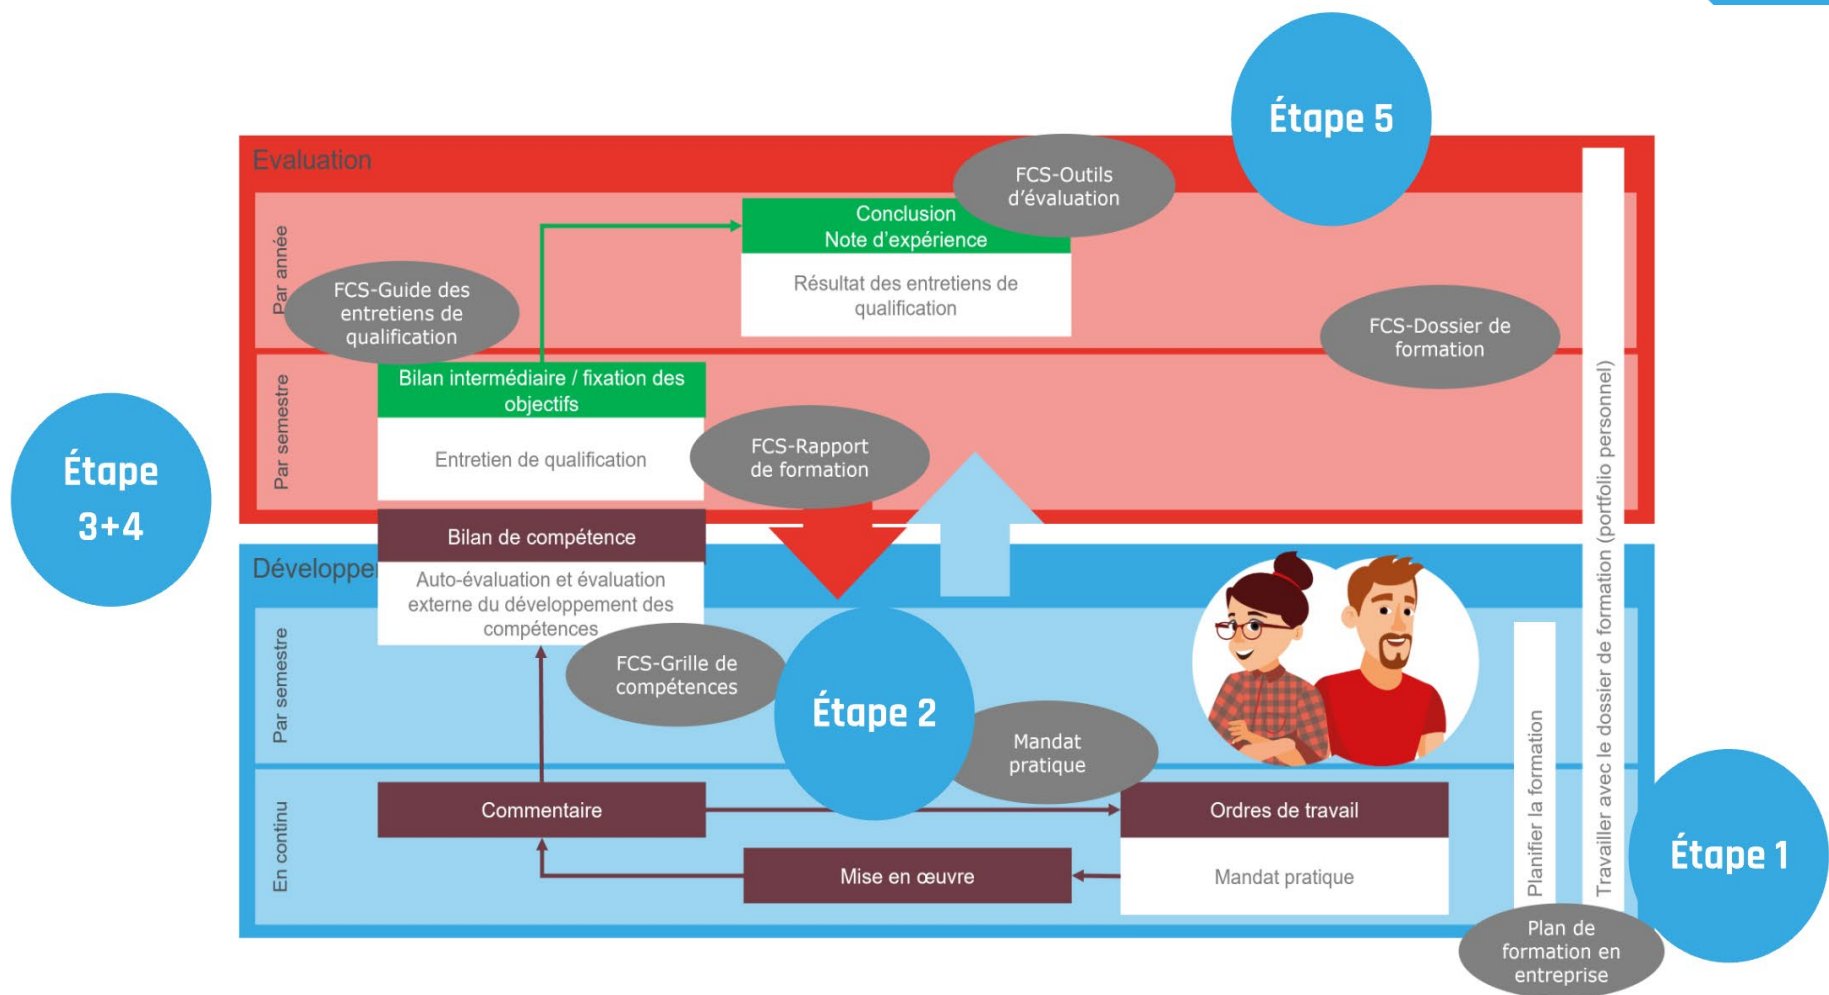 Étape 5
Evaluation
FCS-Outils
d’évaluation
Par année
Conclusion
Note d’expérience
Résultat des entretiens de
qualification
FCS-Guide des
entretiens de
qualification
FCS-Dossier de
formation
Par semestre
Bilan intermédiaire / fixation des
objectifs
Entretien de qualification
FCS-Rapport
de formation
Étape
3+4
Bilan de compétence
Auto-évaluation et évaluation
externe du développement des
compétences
Développe
Par semestre
FCS-Grille de
compétences
Étape 2
Mandat
pratique
En continu
Commentaire
Ordres de travail
Mandat pratique
Mise en œuvre
Planifier la formation
Travailler avec le dossier de formation (portfolio personnel)
Étape 1
Plan de
formation en
entreprise